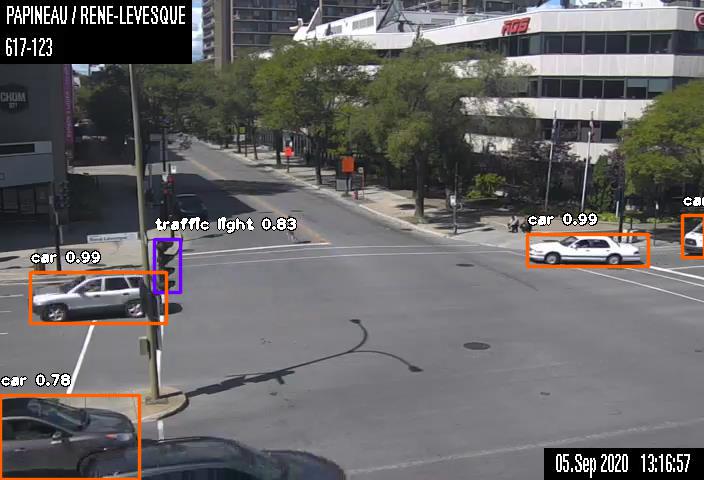 PAPINEAU / RENE-LEVESQUE
617-123
CHOM
traffic light 0.83
car 0.99
car 0.99
car 0.78
05.Sep 2020 13:16:57